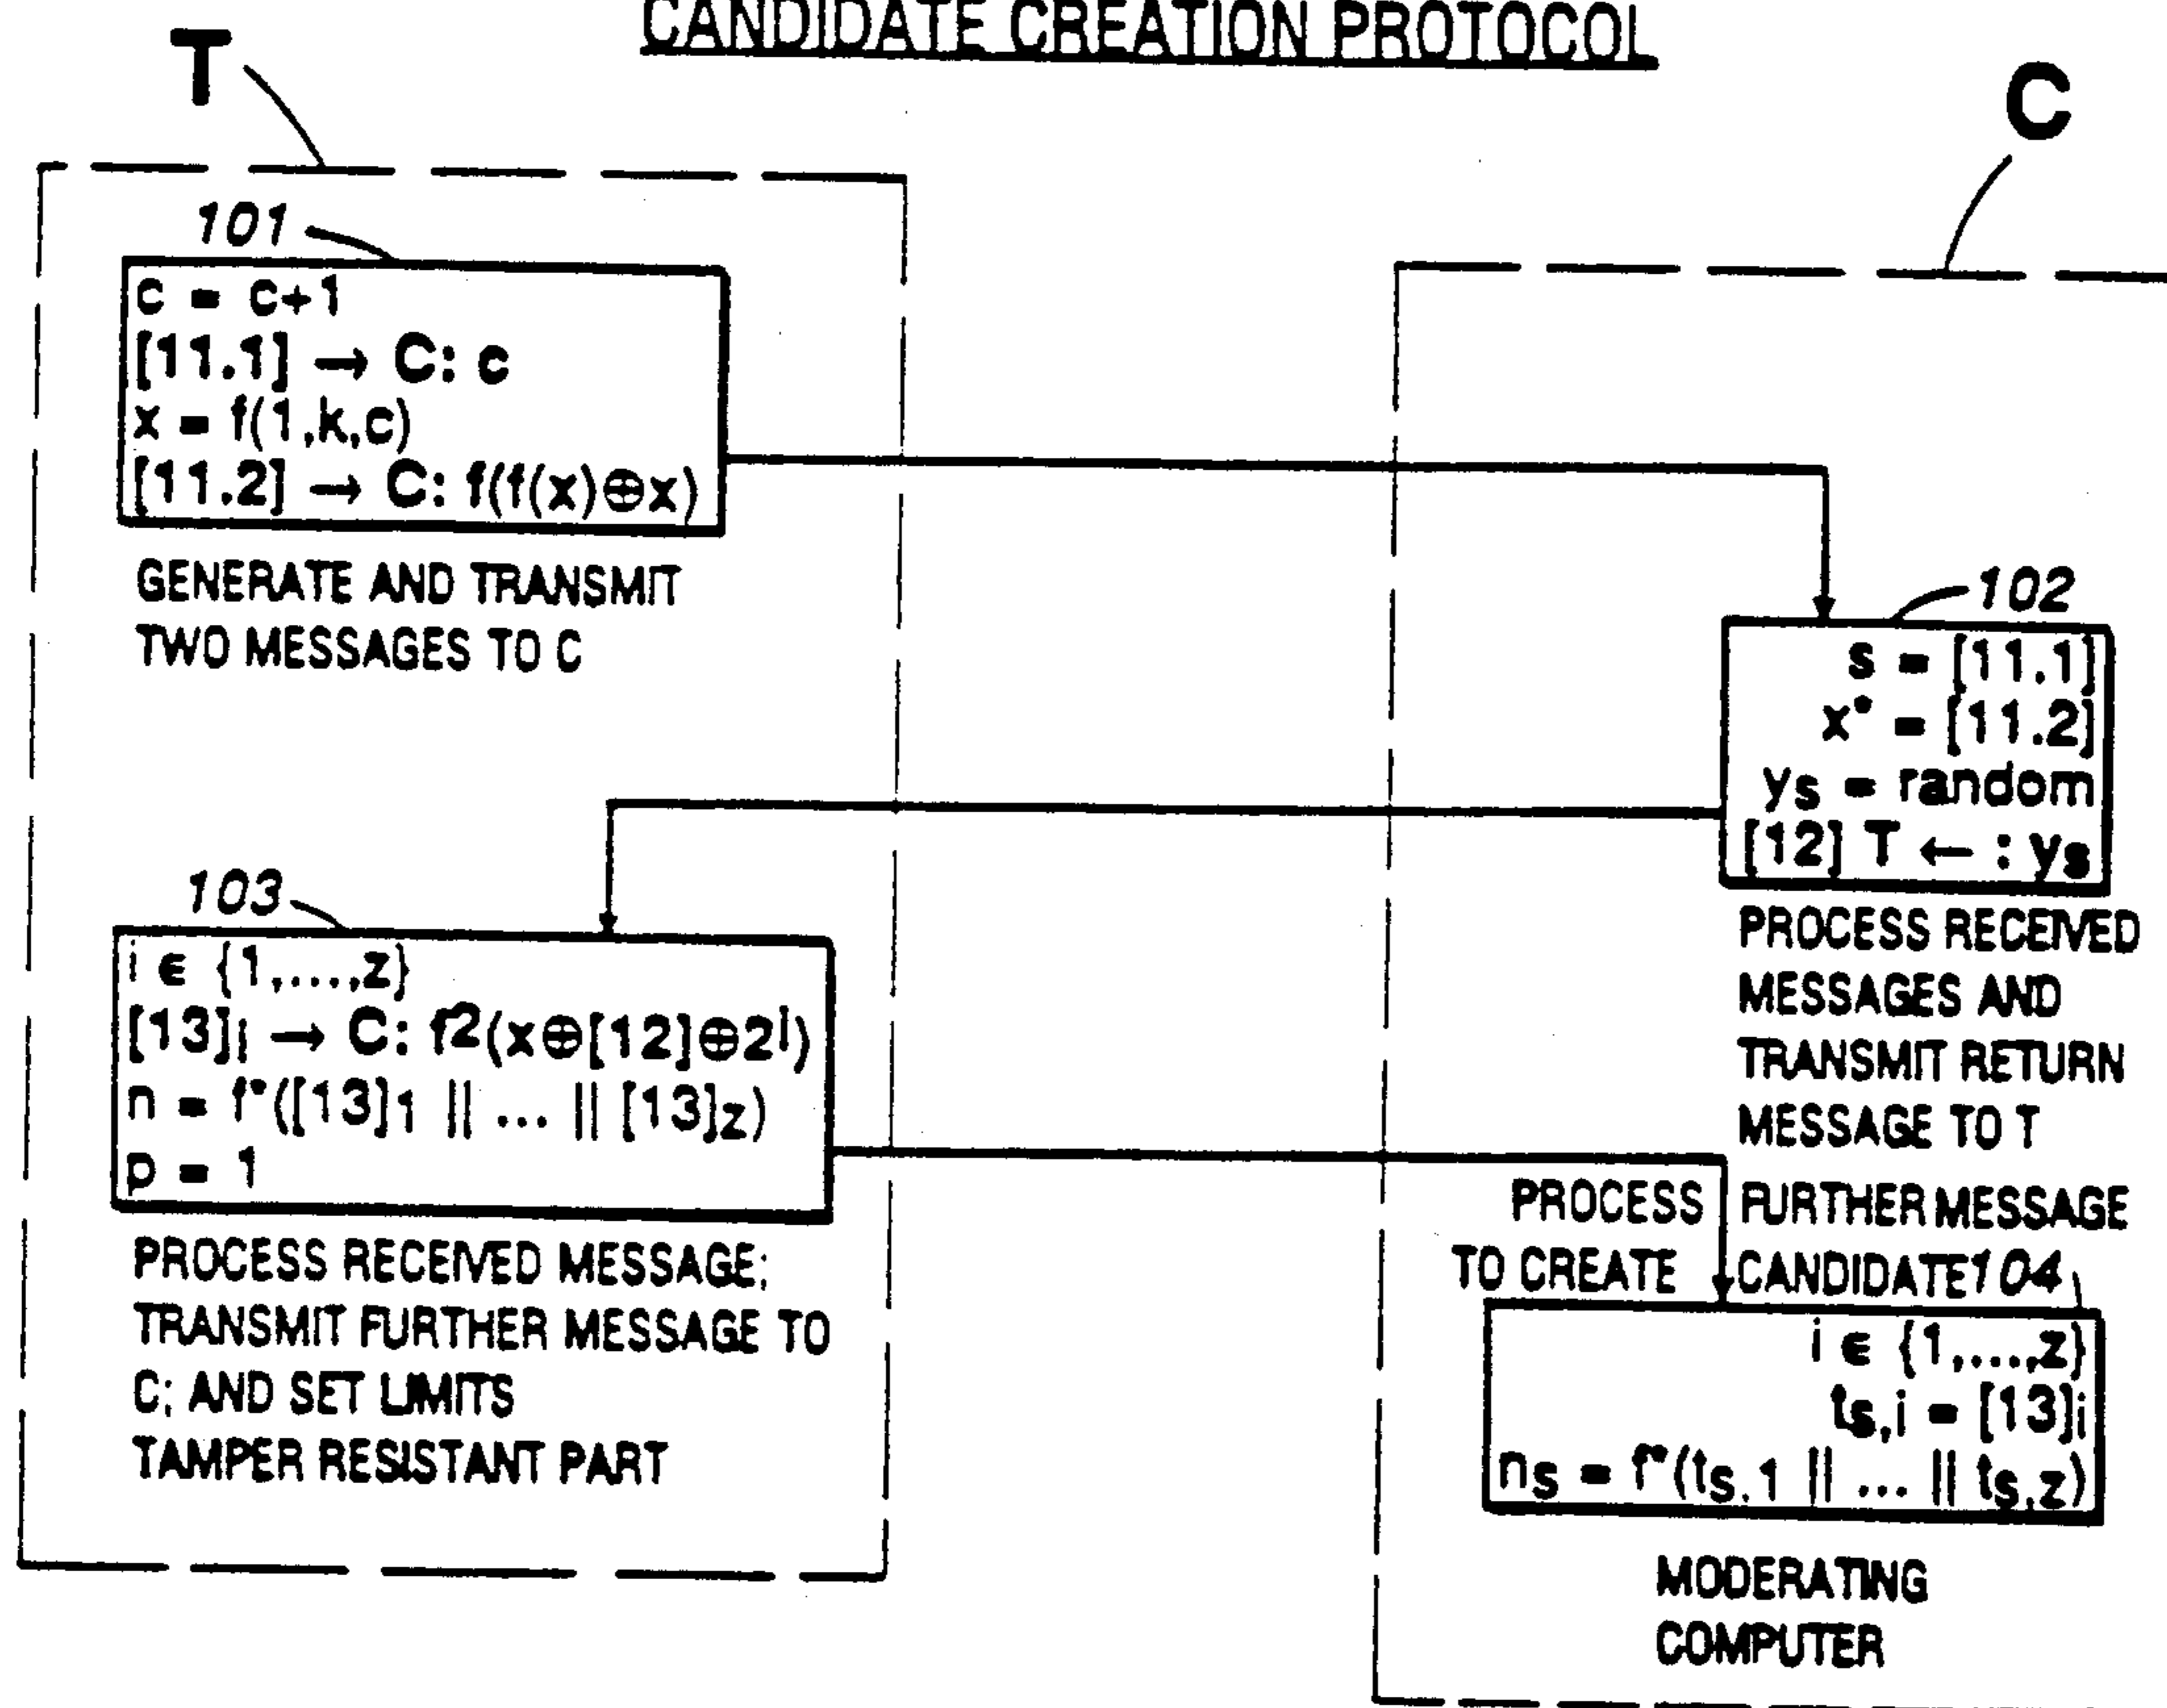 CANDIDATE CREATION PROTOCOL
T
C
101
c = c+1
[11.1] → C: c
x = f(1,k,c)
[11.2] → C: f(f(x)⊕x)
GENERATE AND TRANSMIT
TWO MESSAGES TO C
102
s = [11.1]
x' = [11.2]
ys = random
[12] T ← : ys
PROCESS RECEIVED
MESSAGES AND
TRANSMIT RETURN
MESSAGE TO T
103
i ∈ {1,...,z}
[13]i → C: f2(x⊕[12]⊕2i)
n = f'([13]1 || ... || [13]z)
p = 1
PROCESS RECEIVED MESSAGE;
TRANSMIT FURTHER MESSAGE TO
C; AND SET LIMITS
TAMPER RESISTANT PART
PROCESS FURTHER MESSAGE
TO CREATE CANDIDATE 104
i ∈ {1,...,z}
ts,i = [13]i
ns = f'(ts,1 || ... || ts,z)
MODERATING
COMPUTER